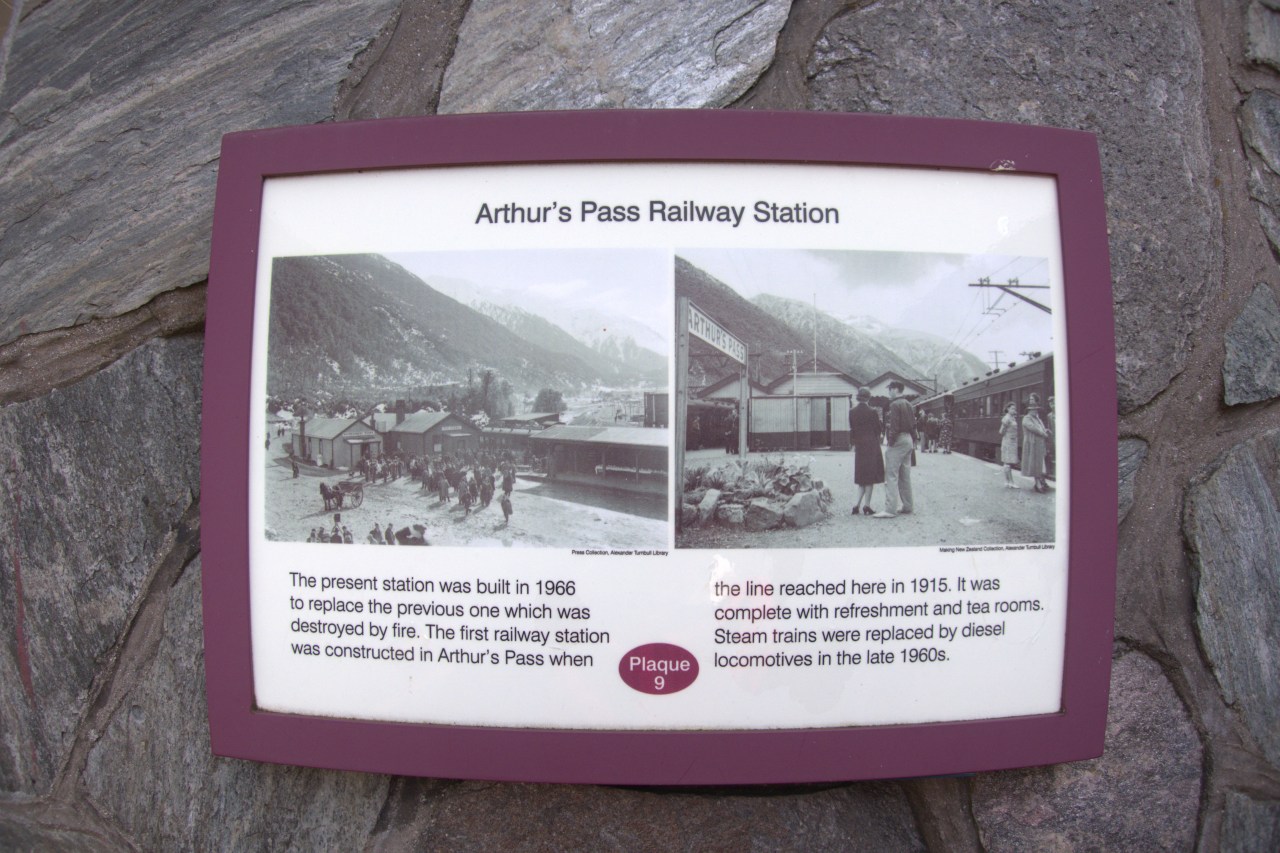 Arthur's Pass Railway Station
ARTHUR'S PASS
Press Collection, Alexander Turnbull Library
Making New Zealand Collection, Alexander Turnbull Library
The present station was built in 1966
to replace the previous one which was
destroyed by fire. The first railway station
was constructed in Arthur's Pass when
the line reached here in 1915. It was
complete with refreshment and tea rooms.
Steam trains were replaced by diesel
locomotives in the late 1960s.
Plaque
9